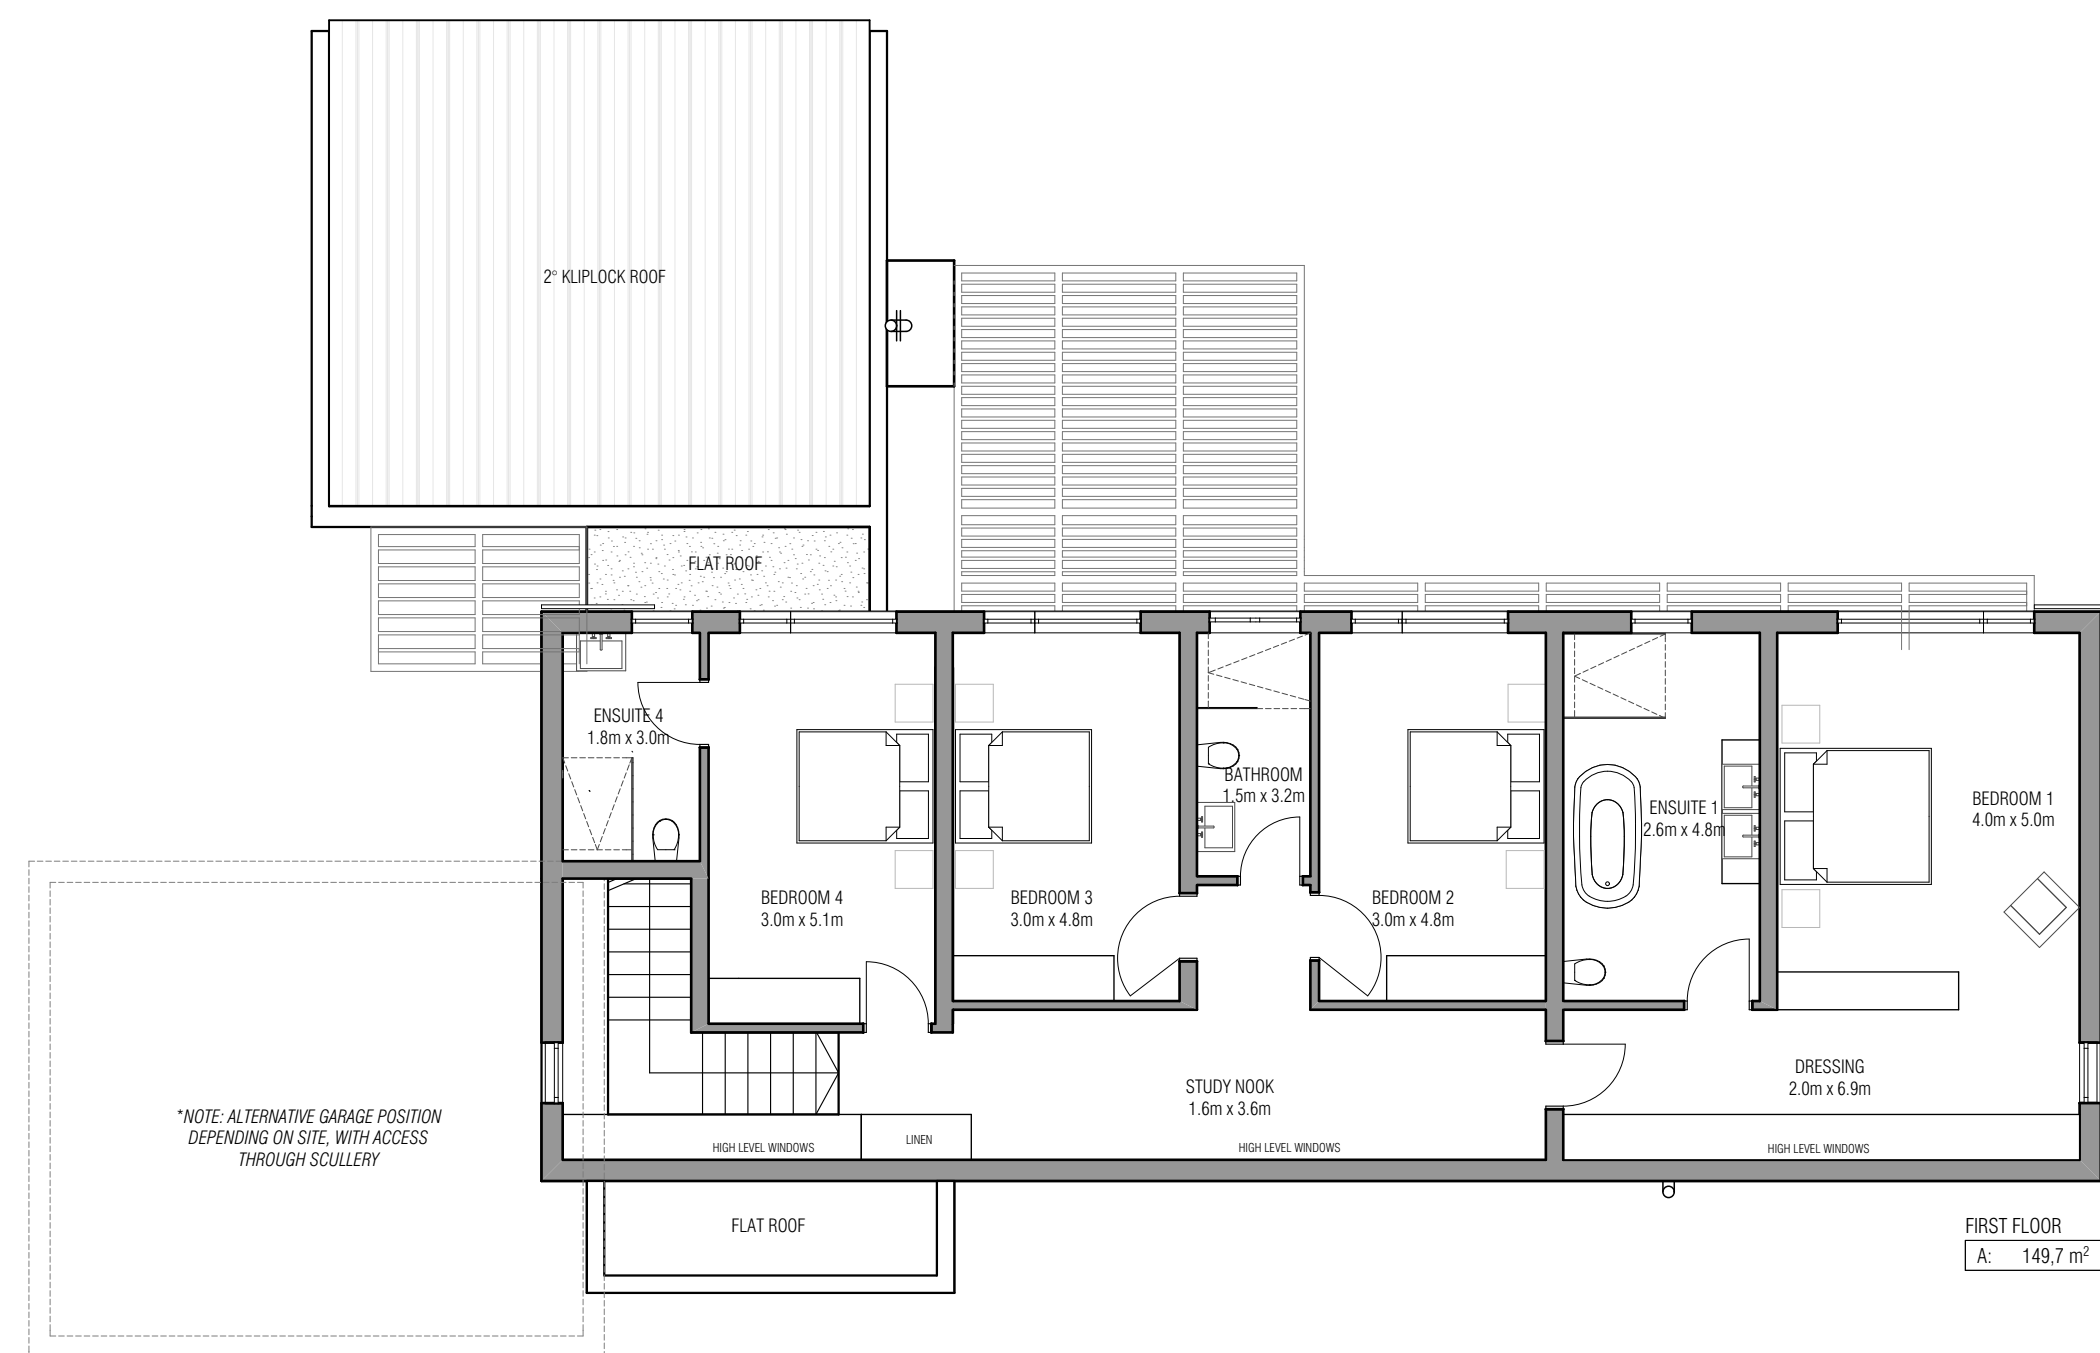 2° KLIPLOCK ROOF
FLAT ROOF
ENSUITE 4
1.8m x 3.0m
BATHROOM
1.5m x 3.2m
ENSUITE 1
2.6m x 4.8m
BEDROOM 1
4.0m x 5.0m
BEDROOM 4
3.0m x 5.1m
BEDROOM 3
3.0m x 4.8m
BEDROOM 2
3.0m x 4.8m
STUDY NOOK
1.6m x 3.6m
DRESSING
2.0m x 6.9m
*NOTE: ALTERNATIVE GARAGE POSITION
DEPENDING ON SITE, WITH ACCESS
THROUGH SCULLERY
HIGH LEVEL WINDOWS
LINEN
HIGH LEVEL WINDOWS
HIGH LEVEL WINDOWS
FLAT ROOF
FIRST FLOOR
A: 149,7 m²